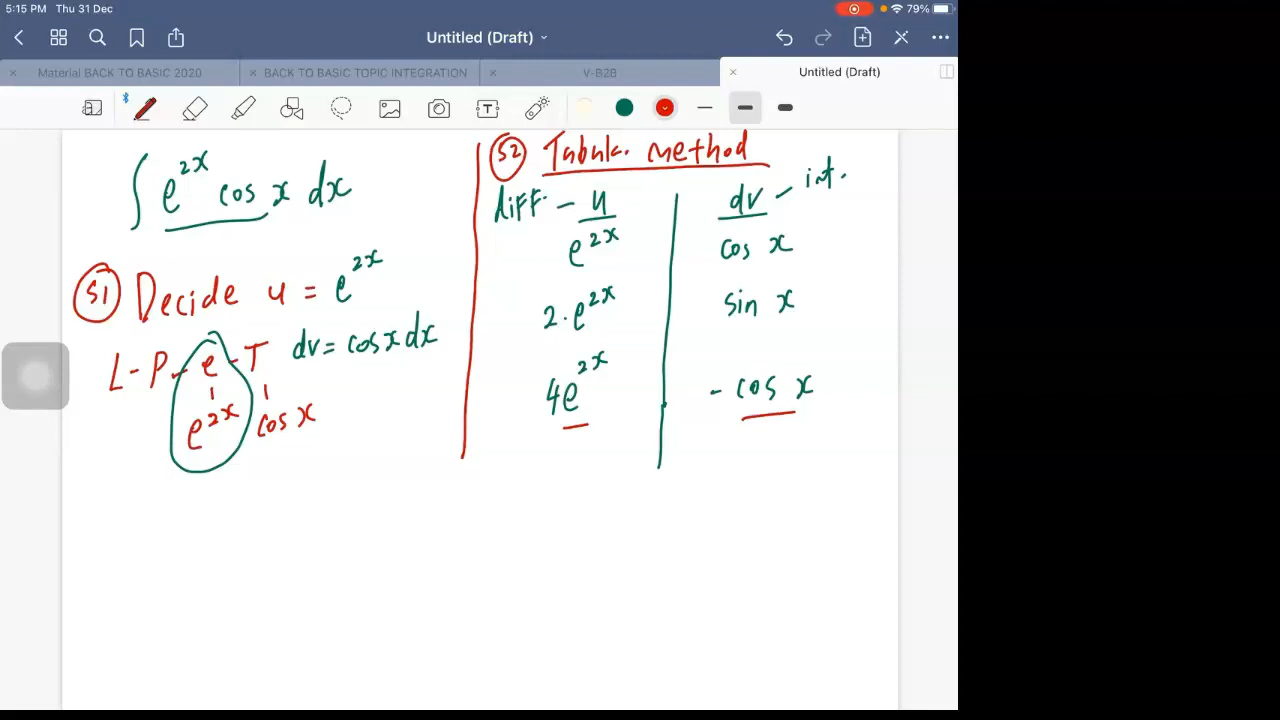 5:15 PM Thu 31 Dec
79%
Untitled (Draft)
Material BACK TO BASIC 2020
BACK TO BASIC TOPIC INTEGRATION
V-B2B
Untitled (Draft)
∫ e^2x cos x dx
S1 Decide u = e^2x
dv = cos x dx
L-P-e-T
e^2x cos x
S2 Tabular method
diff. - u
dv - int.
e^2x cos x
2·e^2x sin x
4e^2x - cos x